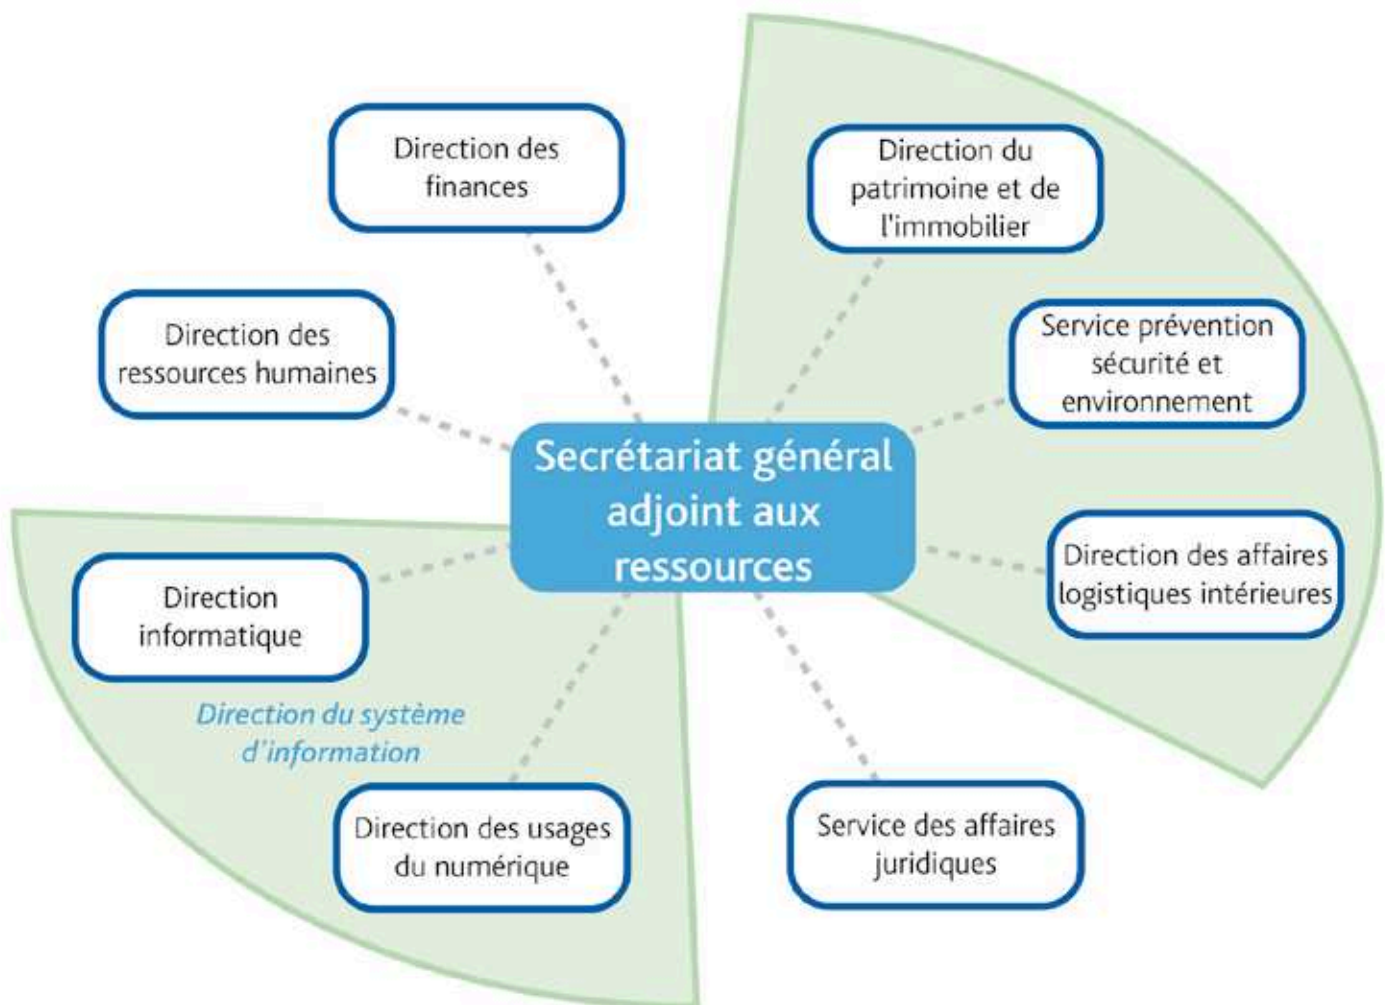 Direction des
finances
Direction du
patrimoine et de
l'immobilier
Direction des
ressources humaines
Service prévention
sécurité et
environnement
Secrétariat général
adjoint aux
ressources
Direction
informatique
Direction des affaires
logistiques intérieures
Direction du système
d'information
Direction des usages
du numérique
Service des affaires
juridiques